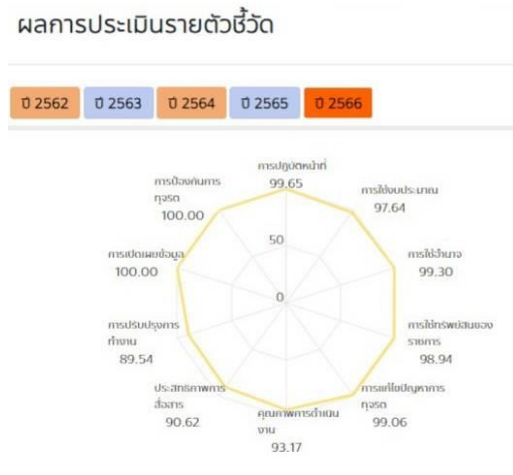 ผลการประเมินรายตัวชี้วัด
ปี 2562 ปี 2563 ปี 2564 ปี 2565 ปี 2566
การปฏิบัติหน้าที่
99.65
การใช้งบประมาณ
97.64
การใช้อำนาจ
99.30
การใช้ทรัพย์สินของ
ราชการ
98.94
การแก้ไขปัญหาการ
ทุจริต
99.06
คุณภาพการดำเนิน
งาน
93.17
ประสิทธิภาพการ
สื่อสาร
90.62
การปรับปรุงการ
ทำงาน
89.54
การเปิดเผยข้อมูล
100.00
การป้องกันการ
ทุจริต
100.00
50
0